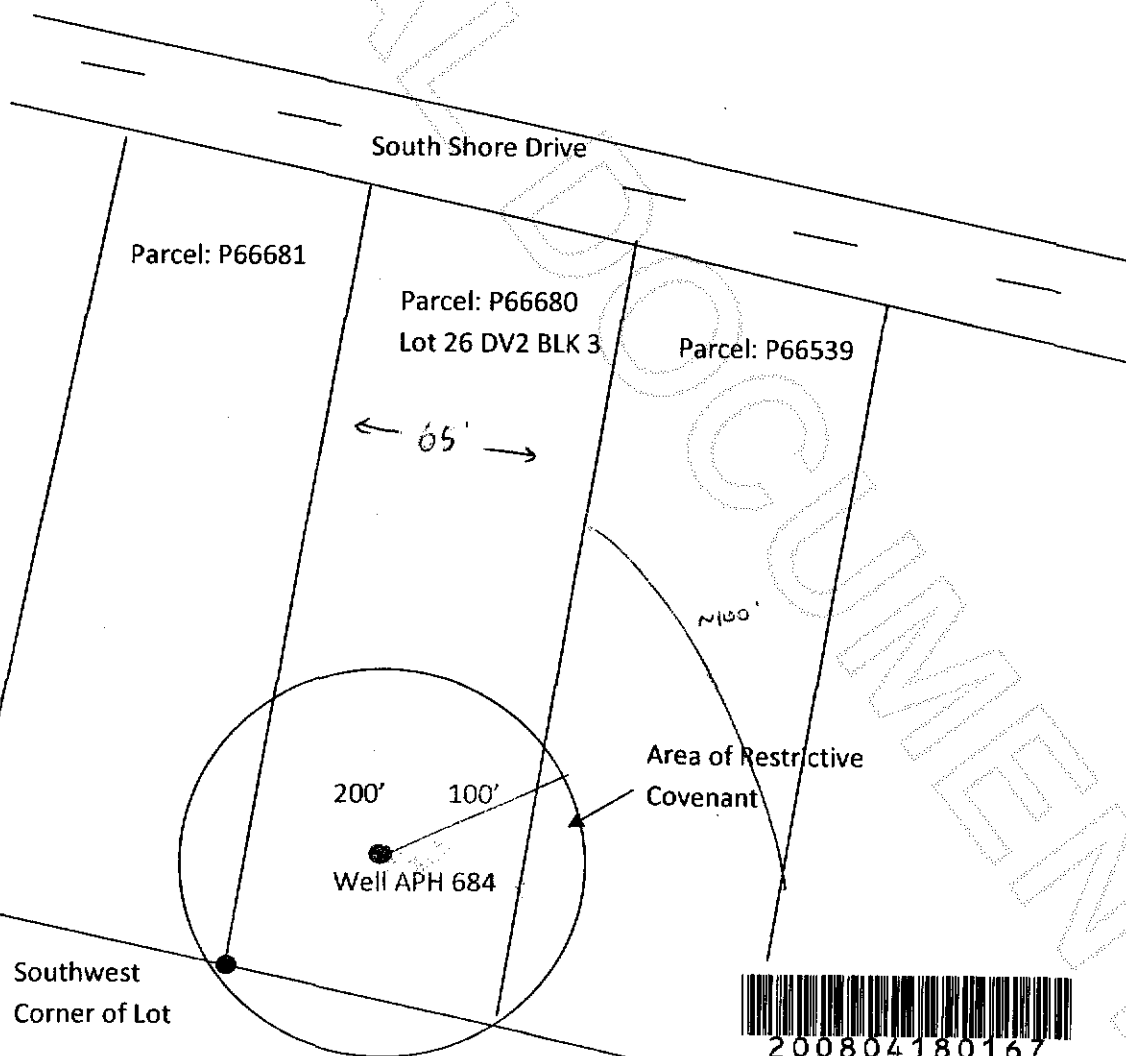 South Shore Drive
Parcel: P66681
Parcel: P66680
Lot 26 DV2 BLK 3
Parcel: P66539
← 65' →
~100'
Area of Restrictive
Covenant
200' 100'
Well APH 684
Southwest
Corner of Lot
200804180167